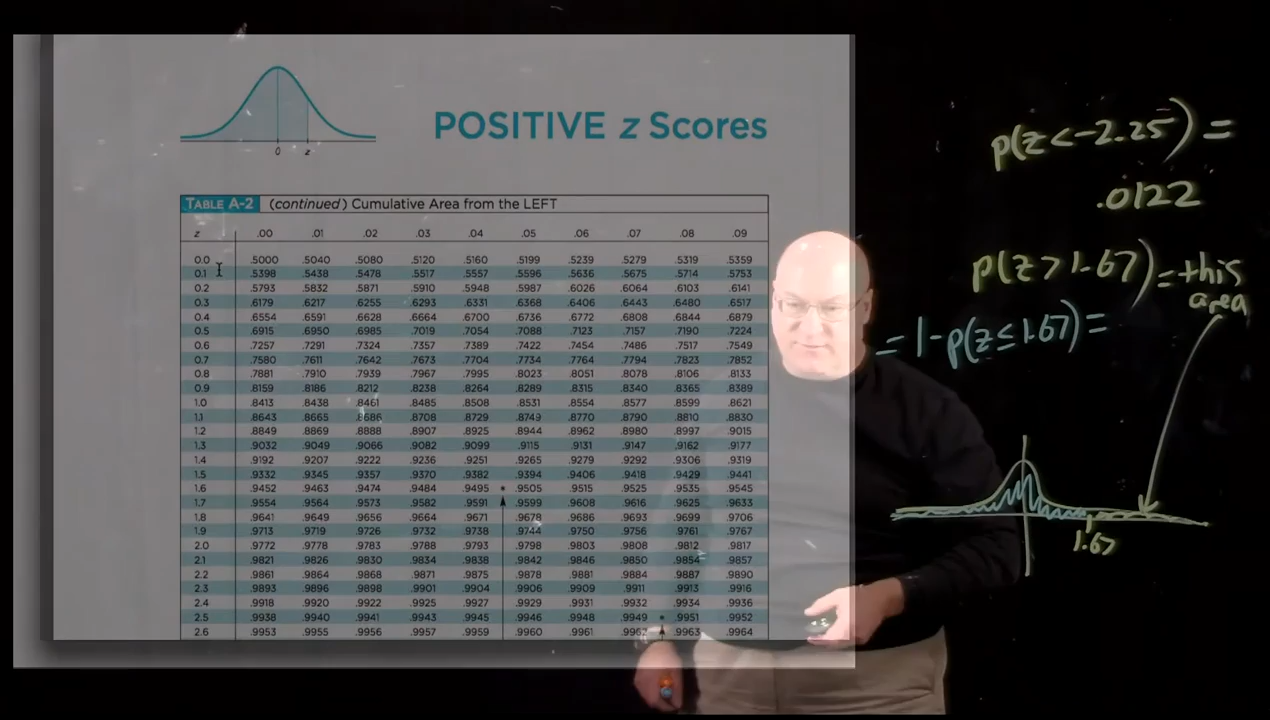 0 z
POSITIVE z Scores
TABLE A-2 (continued) Cumulative Area from the LEFT
z .00 .01 .02 .03 .04 .05 .06 .07 .08 .09
0.0 .5000 .5040 .5080 .5120 .5160 .5199 .5239 .5279 .5319 .5359
0.1 .5398 .5438 .5478 .5517 .5557 .5596 .5636 .5675 .5714 .5753
0.2 .5793 .5832 .5871 .5910 .5948 .5987 .6026 .6064 .6103 .6141
0.3 .6179 .6217 .6255 .6293 .6331 .6368 .6406 .6443 .6480 .6517
0.4 .6554 .6591 .6628 .6664 .6700 .6736 .6772 .6808 .6844 .6879
0.5 .6915 .6950 .6985 .7019 .7054 .7088 .7123 .7157 .7190 .7224
0.6 .7257 .7291 .7324 .7357 .7389 .7422 .7454 .7486 .7517 .7549
0.7 .7580 .7611 .7642 .7673 .7704 .7734 .7764 .7794 .7823 .7852
0.8 .7881 .7910 .7939 .7967 .7995 .8023 .8051 .8078 .8106 .8133
0.9 .8159 .8186 .8212 .8238 .8264 .8289 .8315 .8340 .8365 .8389
1.0 .8413 .8438 .8461 .8485 .8508 .8531 .8554 .8577 .8599 .8621
1.1 .8643 .8665 .8686 .8708 .8729 .8749 .8770 .8790 .8810 .8830
1.2 .8849 .8869 .8888 .8907 .8925 .8944 .8962 .8980 .8997 .9015
1.3 .9032 .9049 .9066 .9082 .9099 .9115 .9131 .9147 .9162 .9177
1.4 .9192 .9207 .9222 .9236 .9251 .9265 .9279 .9292 .9306 .9319
1.5 .9332 .9345 .9357 .9370 .9382 .9394 .9406 .9418 .9429 .9441
1.6 .9452 .9463 .9474 .9484 .9495 * .9505 .9515 .9525 .9535 .9545
1.7 .9554 .9564 .9573 .9582 .9591 .9599 .9608 .9616 .9625 .9633
1.8 .9641 .9649 .9656 .9664 .9671 .9678 .9686 .9693 .9699 .9706
1.9 .9713 .9719 .9726 .9732 .9738 .9744 .9750 .9756 .9761 .9767
2.0 .9772 .9778 .9783 .9788 .9793 .9798 .9803 .9808 .9812 .9817
2.1 .9821 .9826 .9830 .9834 .9838 .9842 .9846 .9850 .9854 .9857
2.2 .9861 .9864 .9868 .9871 .9875 .9878 .9881 .9884 .9887 .9890
2.3 .9893 .9896 .9898 .9901 .9904 .9906 .9909 .9911 .9913 .9916
2.4 .9918 .9920 .9922 .9925 .9927 .9929 .9931 .9932 .9934 .9936
2.5 .9938 .9940 .9941 .9943 .9945 .9946 .9948 .9949 * .9951 .9952
2.6 .9953 .9955 .9956 .9957 .9959 .9960 .9961 .9962 .9963 .9964
p(z<-2.25)=
.0122
p(z>1.67)=this
area
=1-p(z≤1.67)=
1.67